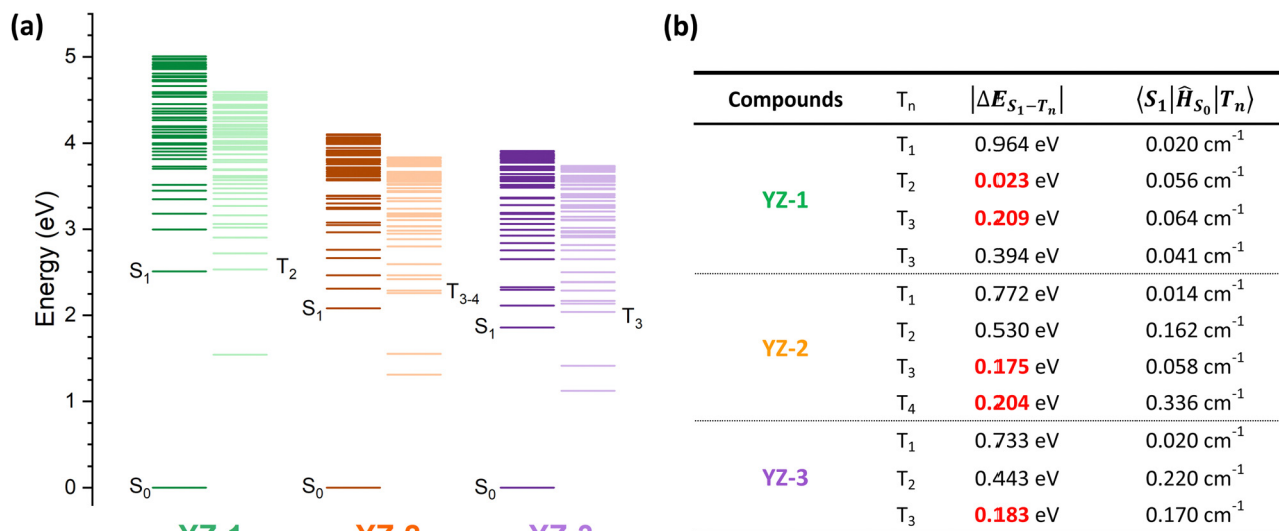 (a)
5
4
3
2
1
0
Energy (eV)
S₁
T₂
S₀
S₁
T₃₋₄
S₀
S₁
T₃
S₀
YZ-1
(b)
Compounds Tₙ |ΔE_{S₁−Tₙ}| ⟨S₁|Ĥ_{S₀}|Tₙ⟩
YZ-1
T₁ 0.964 eV 0.020 cm⁻¹
T₂ 0.023 eV 0.056 cm⁻¹
T₃ 0.209 eV 0.064 cm⁻¹
T₃ 0.394 eV 0.041 cm⁻¹
YZ-2
T₁ 0.772 eV 0.014 cm⁻¹
T₂ 0.530 eV 0.162 cm⁻¹
T₃ 0.175 eV 0.058 cm⁻¹
T₄ 0.204 eV 0.336 cm⁻¹
YZ-3
T₁ 0.733 eV 0.020 cm⁻¹
T₂ 0.443 eV 0.220 cm⁻¹
T₃ 0.183 eV 0.170 cm⁻¹